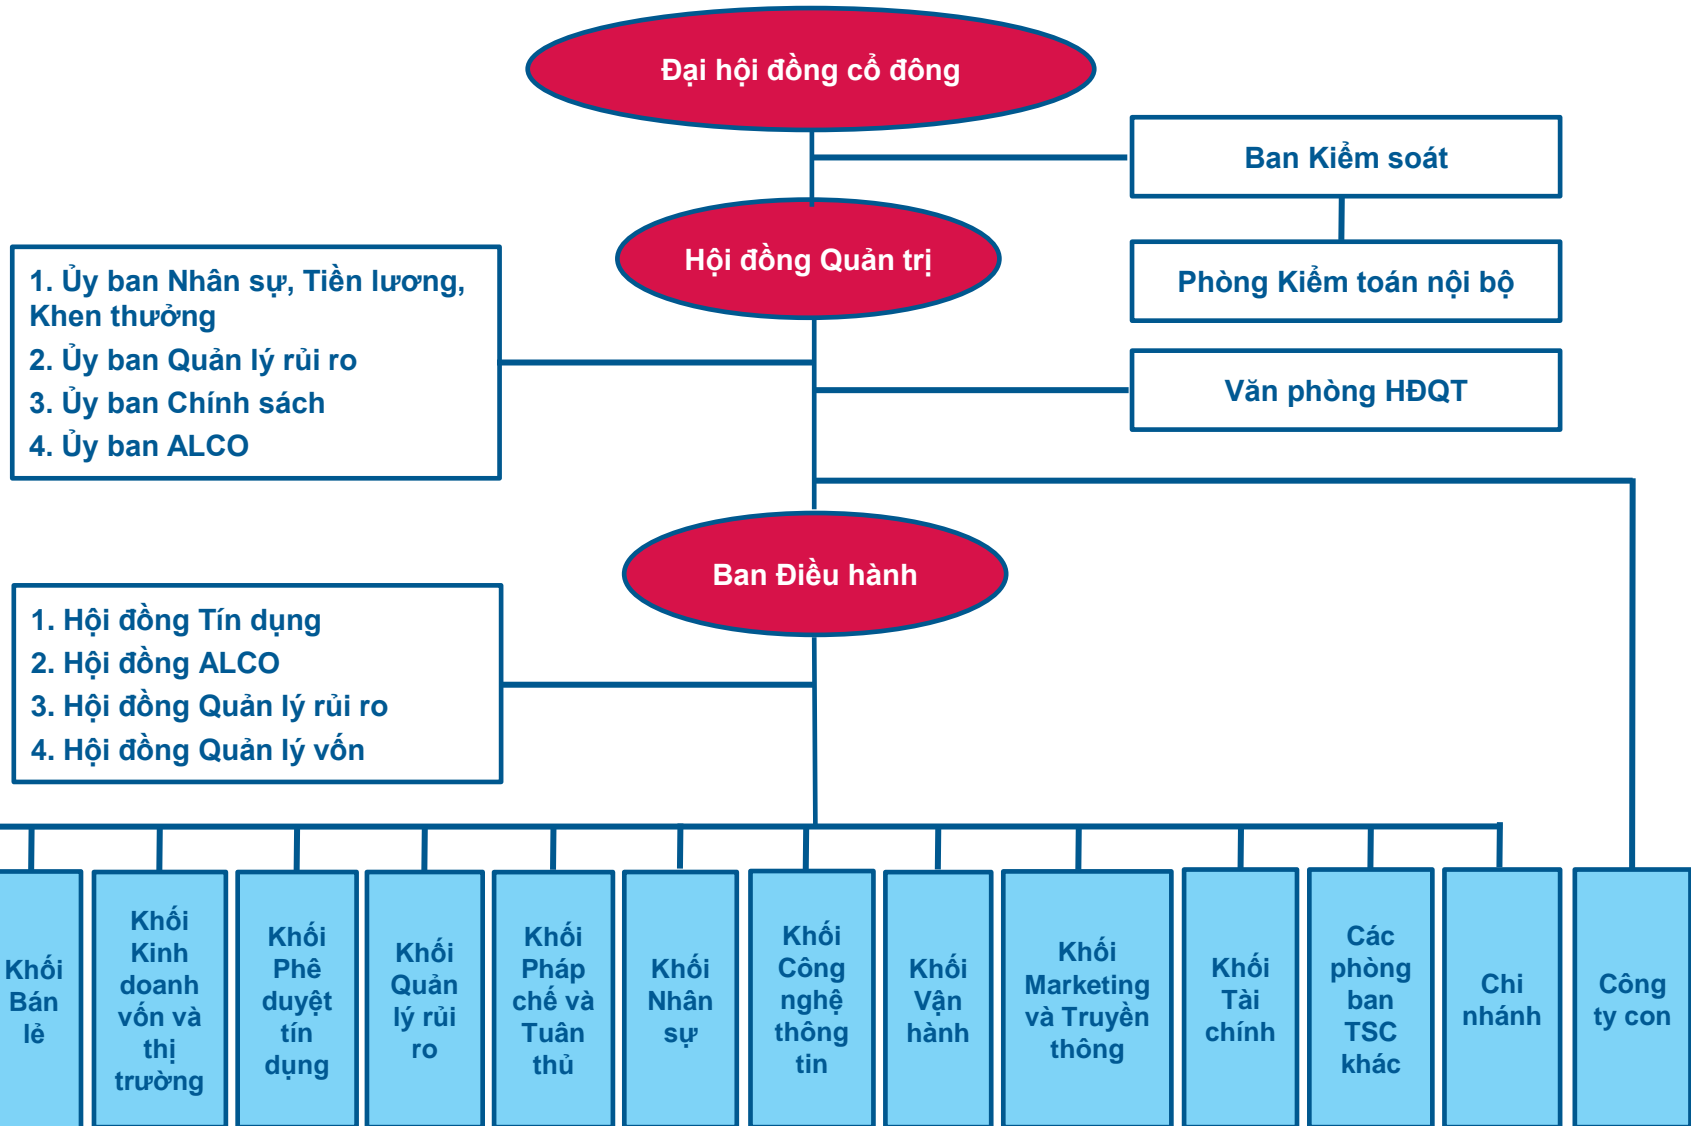 Đại hội đồng cổ đông
Ban Kiểm soát
Hội đồng Quản trị
Phòng Kiểm toán nội bộ
1. Ủy ban Nhân sự, Tiền lương,
Khen thưởng
2. Ủy ban Quản lý rủi ro
3. Ủy ban Chính sách
4. Ủy ban ALCO
Văn phòng HĐQT
Ban Điều hành
1. Hội đồng Tín dụng
2. Hội đồng ALCO
3. Hội đồng Quản lý rủi ro
4. Hội đồng Quản lý vốn
Khối
Bán
lẻ
Khối
Kinh
doanh
vốn và
thị
trường
Khối
Phê
duyệt
tín
dụng
Khối
Quản
lý rủi
ro
Khối
Pháp
chế và
Tuân
thủ
Khối
Nhân
sự
Khối
Công
nghệ
thông
tin
Khối
Vận
hành
Khối
Marketing
và Truyền
thông
Khối
Tài
chính
Các
phòng
ban
TSC
khác
Chi
nhánh
Công
ty con